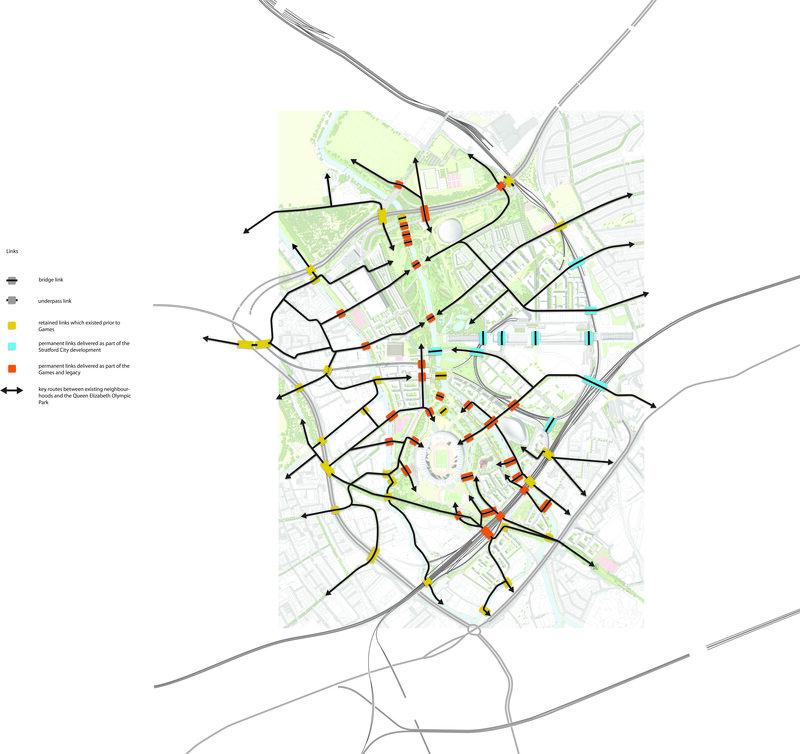 Links
bridge link
underpass link
retained links which existed prior to
Games
permanent links delivered as part of the
Stratford City development
permanent links delivered as part of the
Games and legacy
key routes between existing neighbour-
hoods and the Queen Elizabeth Olympic
Park